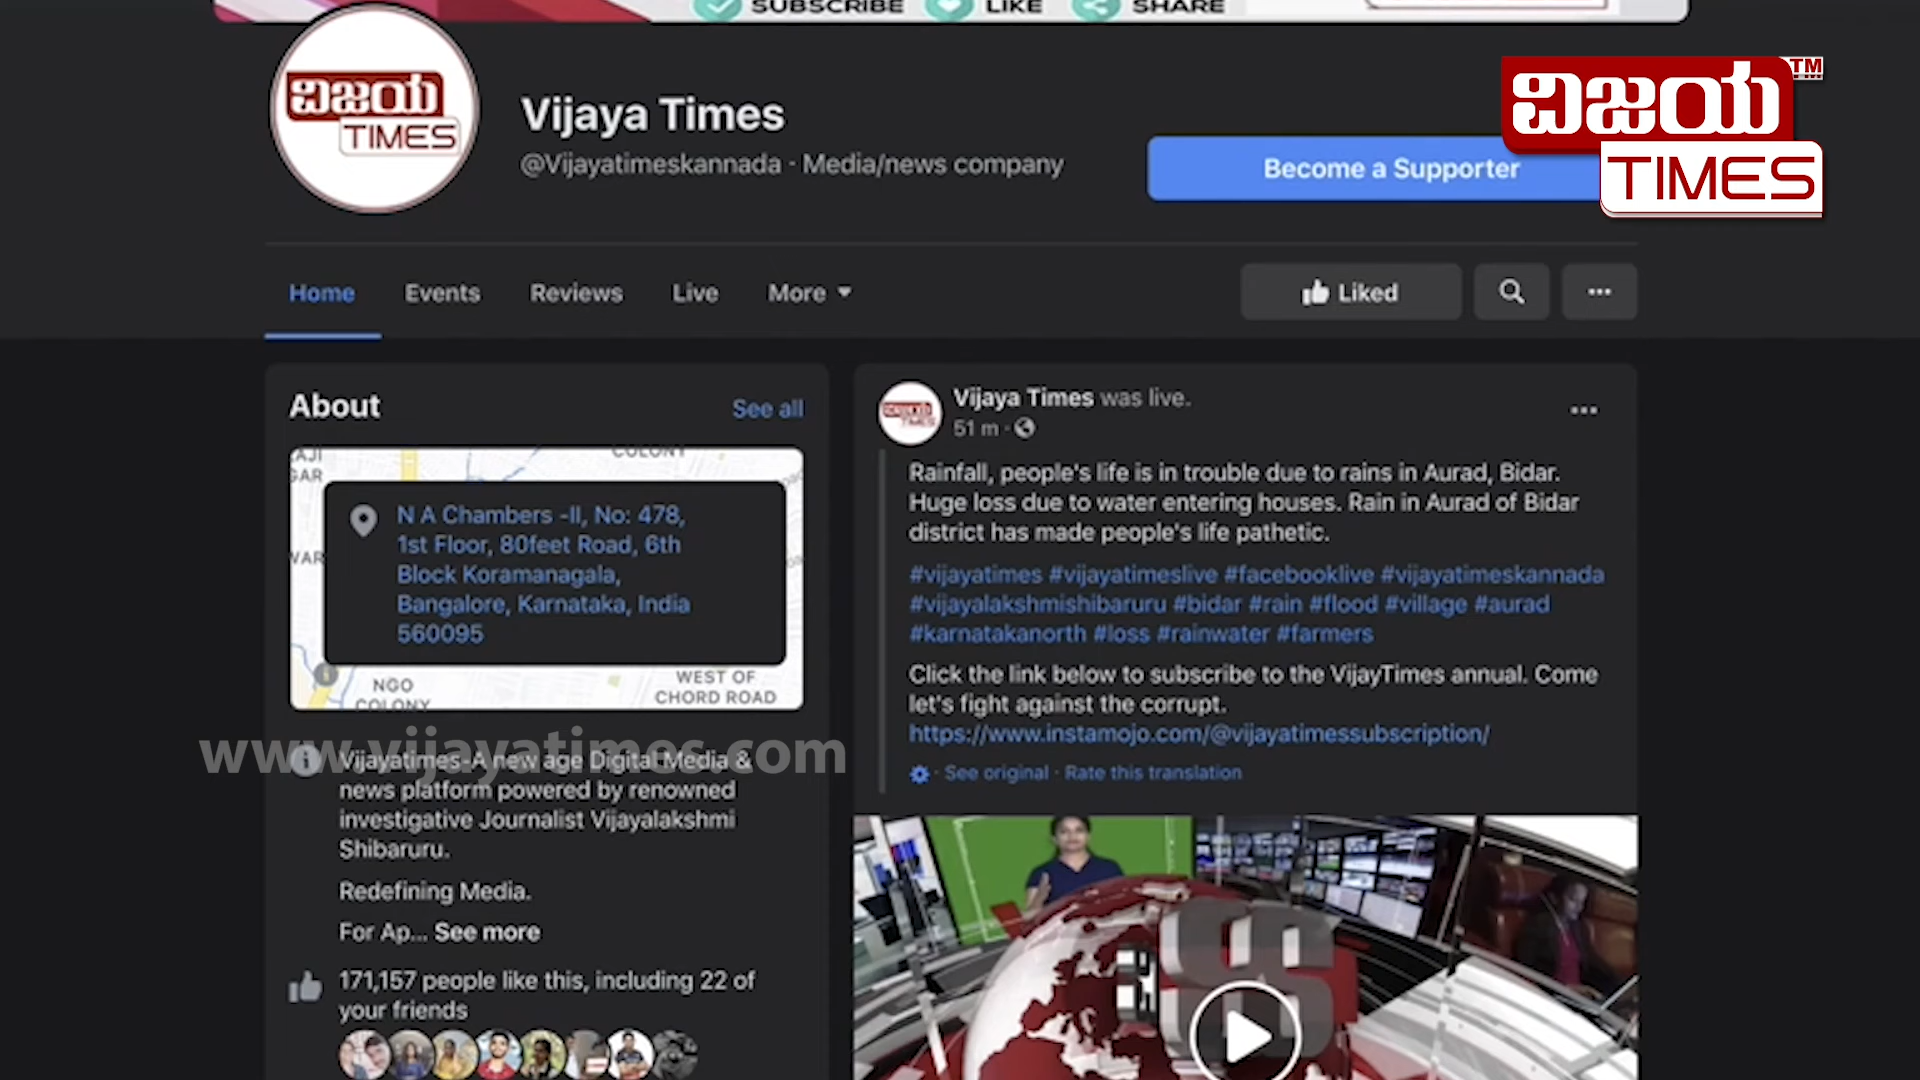 SUBSCRIBE LIKE SHARE
ವಿಜಯ
TIMES
Vijaya Times
@Vijayatimeskannada · Media/news company
Become a Supporter
ವಿಜಯ TM
TIMES
Home Events Reviews Live More
Liked
About
See all
COLONY
N A Chambers -II, No: 478,
1st Floor, 80feet Road, 6th
Block Koramanagala,
Bangalore, Karnataka, India
560095
NGO
COLONY
WEST OF
CHORD ROAD
www.vijayatimes.com
Vijayatimes-A new age Digital Media &
news platform powered by renowned
investigative Journalist Vijayalakshmi
Shibaruru.
Redefining Media.
For Ap... See more
171,157 people like this, including 22 of
your friends
Vijaya Times was live.
51 m ·
Rainfall, people's life is in trouble due to rains in Aurad, Bidar.
Huge loss due to water entering houses. Rain in Aurad of Bidar
district has made people's life pathetic.
#vijayatimes #vijayatimeslive #facebooklive #vijayatimeskannada
#vijayalakshmishibaruru #bidar #rain #flood #village #aurad
#karnatakanorth #loss #rainwater #farmers
Click the link below to subscribe to the VijayTimes annual. Come
let's fight against the corrupt.
https://www.instamojo.com/@vijayatimessubscription/
· See original · Rate this translation